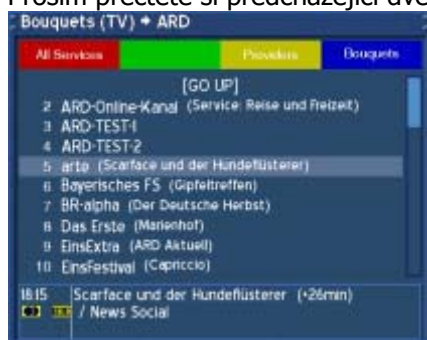 Prosím přečtěte si předcházející
Bouquets (TV) ➔ ARD
All Services Providers Bouquets
[GO UP]
2 ARD-Online-Kanal (Service: Reise und Freizeit)
3 ARD-TEST-1
4 ARD-TEST-2
5 arte (Scarface und der Hundeflüsterer)
6 Bayerisches FS (Gipfeltreffen)
7 BR-alpha (Der Deutsche Herbst)
8 Das Erste (Marienhof)
9 EinsExtra (ARD Aktuell)
10 EinsFestival (Capriccio)
18:15 Scarface und der Hundeflüsterer (+26min)
/ News Social